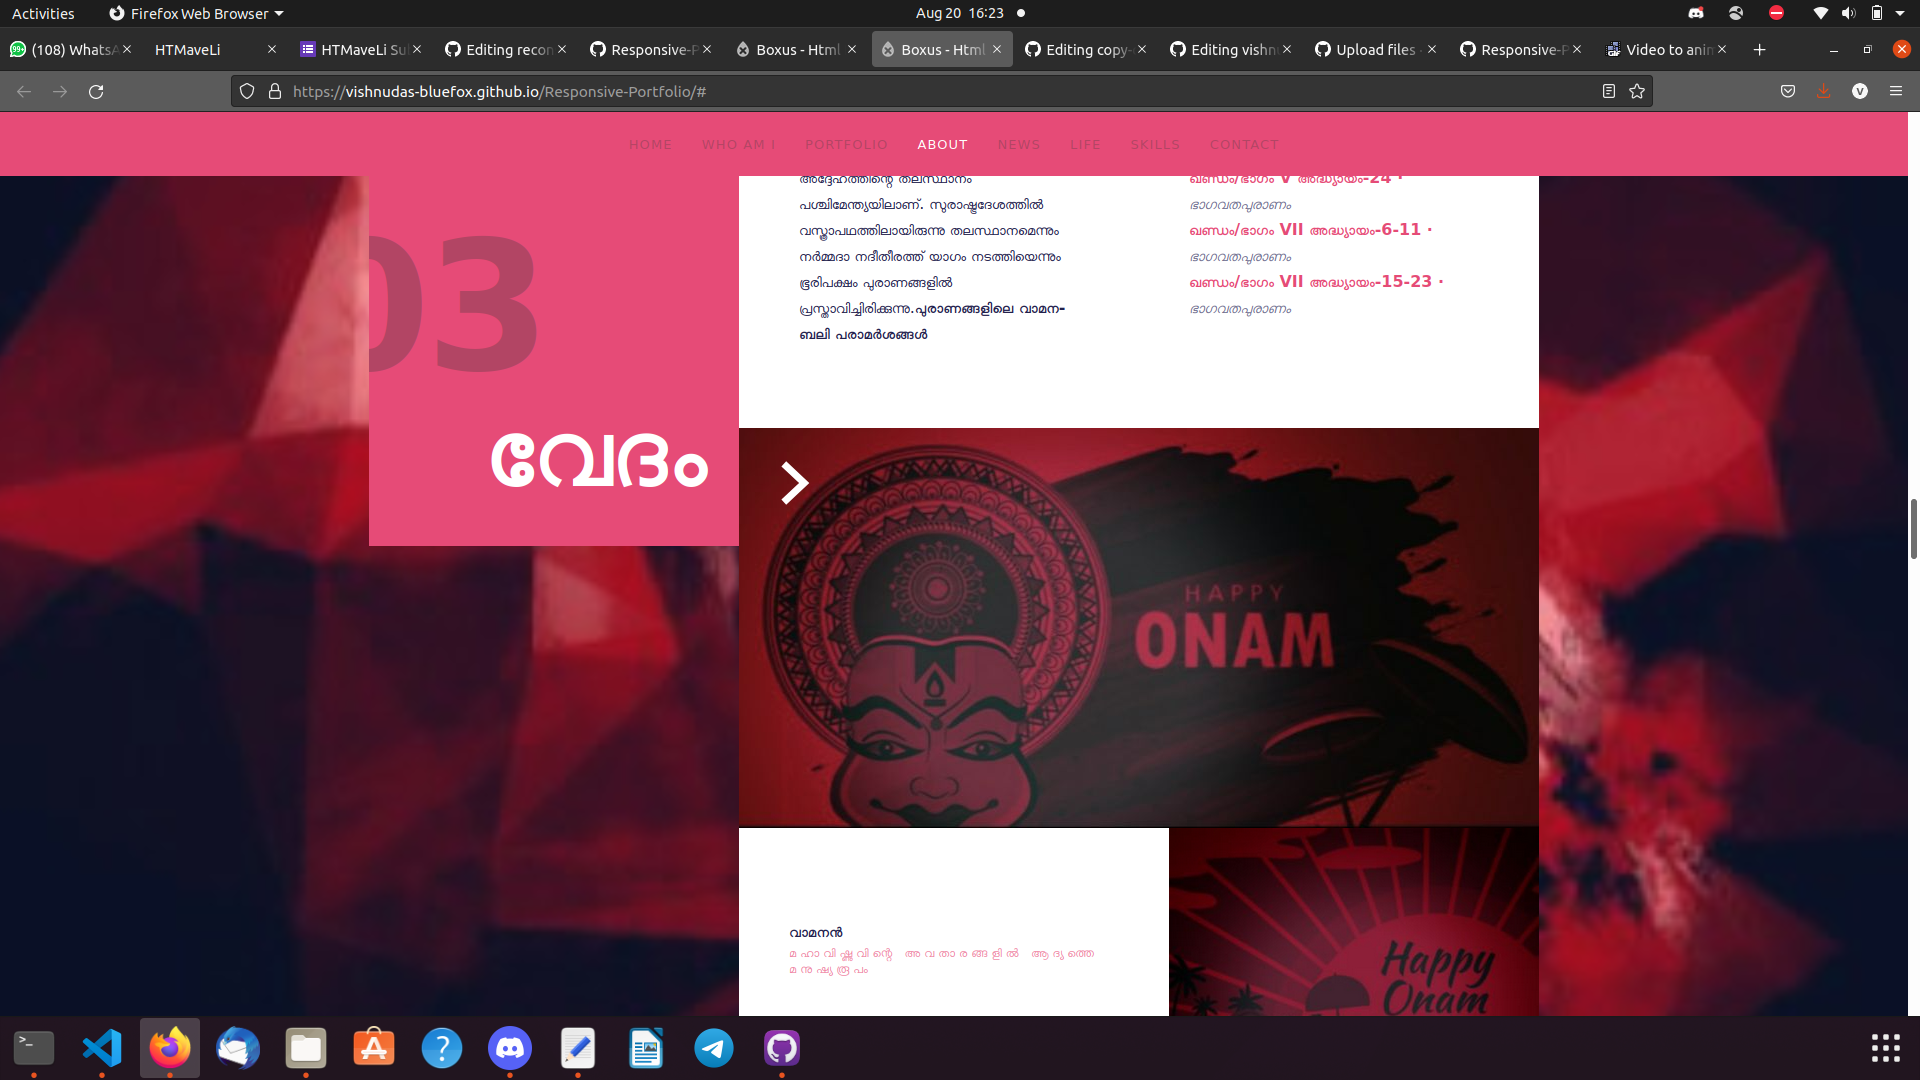 Activities
Firefox Web Browser
Aug 20 16:23
(108) WhatsA
HTMaveLi
HTMaveLi Su
Editing recon
Responsive-P
Boxus - Html
Boxus - Html
Editing copy-
Editing vishnu
Upload files -
Responsive-P
Video to anim
https://vishnudas-bluefox.github.io/Responsive-Portfolio/#
V
HOME
WHO AM I
PORTFOLIO
ABOUT
NEWS
LIFE
SKILLS
CONTACT
03
വേദം
അദ്ദേഹത്തിന്റെ തലസ്ഥാനം
പശ്ചിമേന്ത്യയിലാണ്. സുരാഷ്ട്രദേശത്തിൽ
വസ്ത്രാപഥത്തിലായിരുന്നു തലസ്ഥാനമെന്നും
നർമ്മദാ നദീതീരത്ത് യാഗം നടത്തിയെന്നും
ഭൂരിപക്ഷം പുരാണങ്ങളിൽ
പ്രസ്താവിച്ചിരിക്കുന്നു.പുരാണങ്ങളിലെ വാമന-
ബലി പരാമർശങ്ങൾ
ഖണ്ഡം/ഭാഗം V അദ്ധ്യായം-24 ·
ഭാഗവതപുരാണം
ഖണ്ഡം/ഭാഗം VII അദ്ധ്യായം-6-11 ·
ഭാഗവതപുരാണം
ഖണ്ഡം/ഭാഗം VII അദ്ധ്യായം-15-23 ·
ഭാഗവതപുരാണം
HAPPY
ONAM
വാമനൻ
മഹാവിഷ്ണുവിന്റെ അവതാരങ്ങളിൽ ആദ്യത്തെ
മനുഷ്യരൂപം
Happy
Onam